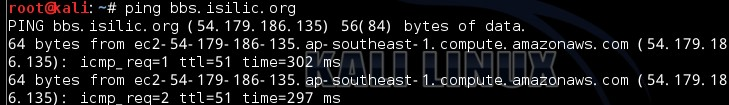 root@kali:~# ping bbs.isilic.org
PING bbs.isilic.org (54.179.186.135) 56(84) bytes of data.
64 bytes from ec2-54-179-186-135.ap-southeast-1.compute.amazonaws.com (54.179.18
6.135): icmp_req=1 ttl=51 time=302 ms
64 bytes from ec2-54-179-186-135.ap-southeast-1.compute.amazonaws.com (54.179.18
6.135): icmp_req=2 ttl=51 time=297 ms
KALI LINUX